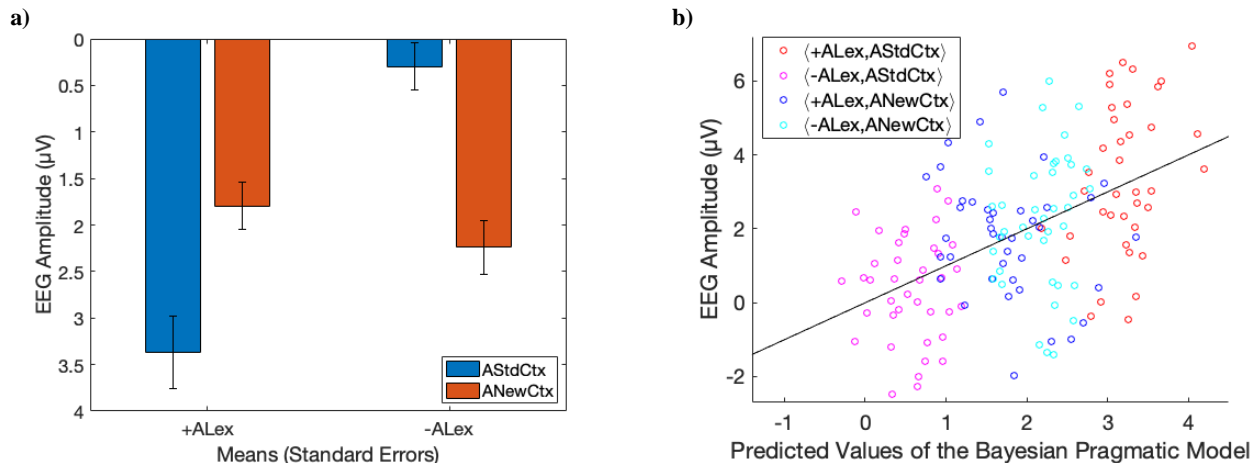 a)
EEG Amplitude (µV)
0
0.5
1
1.5
2
2.5
3
3.5
4
+ALex
-ALex
Means (Standard Errors)
AStdCtx
ANewCtx
b)
EEG Amplitude (µV)
6
4
2
0
-2
-1
0
1
2
3
4
Predicted Values of the Bayesian Pragmatic Model
⟨+ALex,AStdCtx⟩
⟨-ALex,AStdCtx⟩
⟨+ALex,ANewCtx⟩
⟨-ALex,ANewCtx⟩